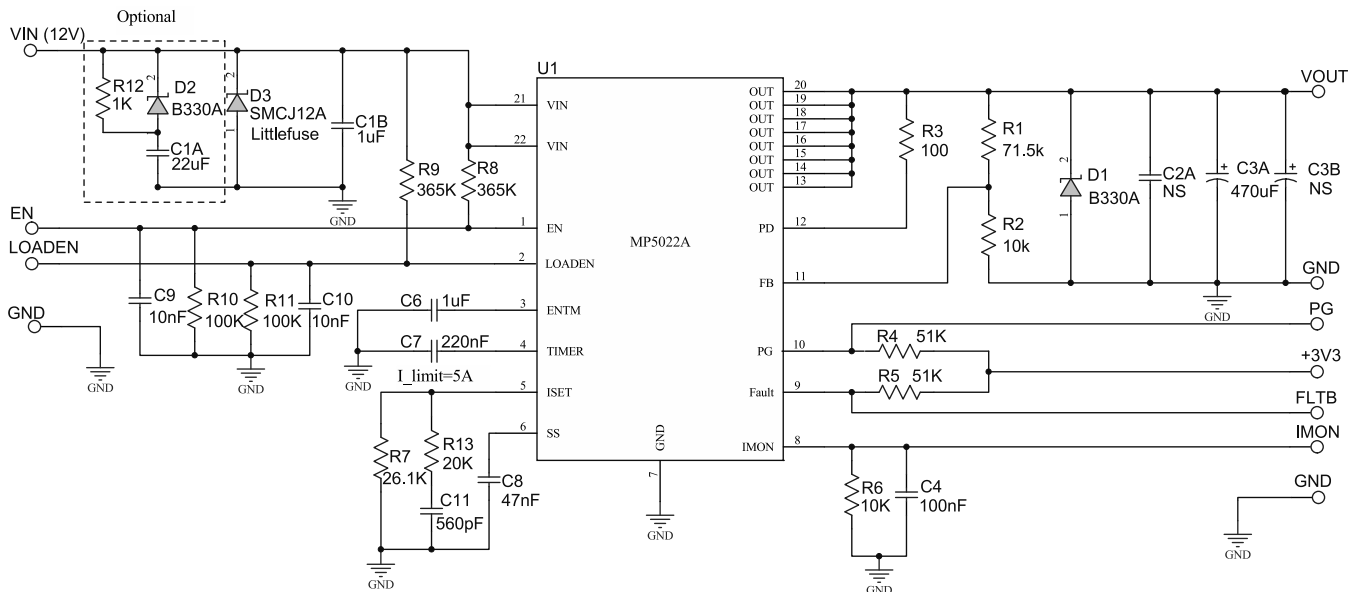 Optional
VIN (12V)
R12
1K
2
D2
B330A
C1A
22uF
2
1
D3
SMCJ12A
Littlefuse
C1B
1uF
GND
R9
365K
R8
365K
U1
MP5022A
21
VIN
22
VIN
1
EN
2
LOADEN
3
ENTM
4
TIMER
5
ISET
6
SS
GND
7
GND
OUT
20
OUT
19
OUT
18
OUT
17
OUT
16
OUT
15
OUT
14
OUT
13
PD
12
FB
11
PG
10
Fault
9
IMON
8
EN
LOADEN
GND
GND
C9
10nF
R10
100K
R11
100K
C10
10nF
GND
C6
1uF
C7
220nF
GND
I_limit=5A
R7
26.1K
R13
20K
C11
560pF
C8
47nF
GND
R3
100
R1
71.5k
R2
10k
2
D1
B330A
1
C2A
NS
+
C3A
470uF
+
C3B
NS
VOUT
GND
GND
PG
R4
51K
R5
51K
+3V3
FLTB
IMON
R6
10K
C4
100nF
GND
GND
GND